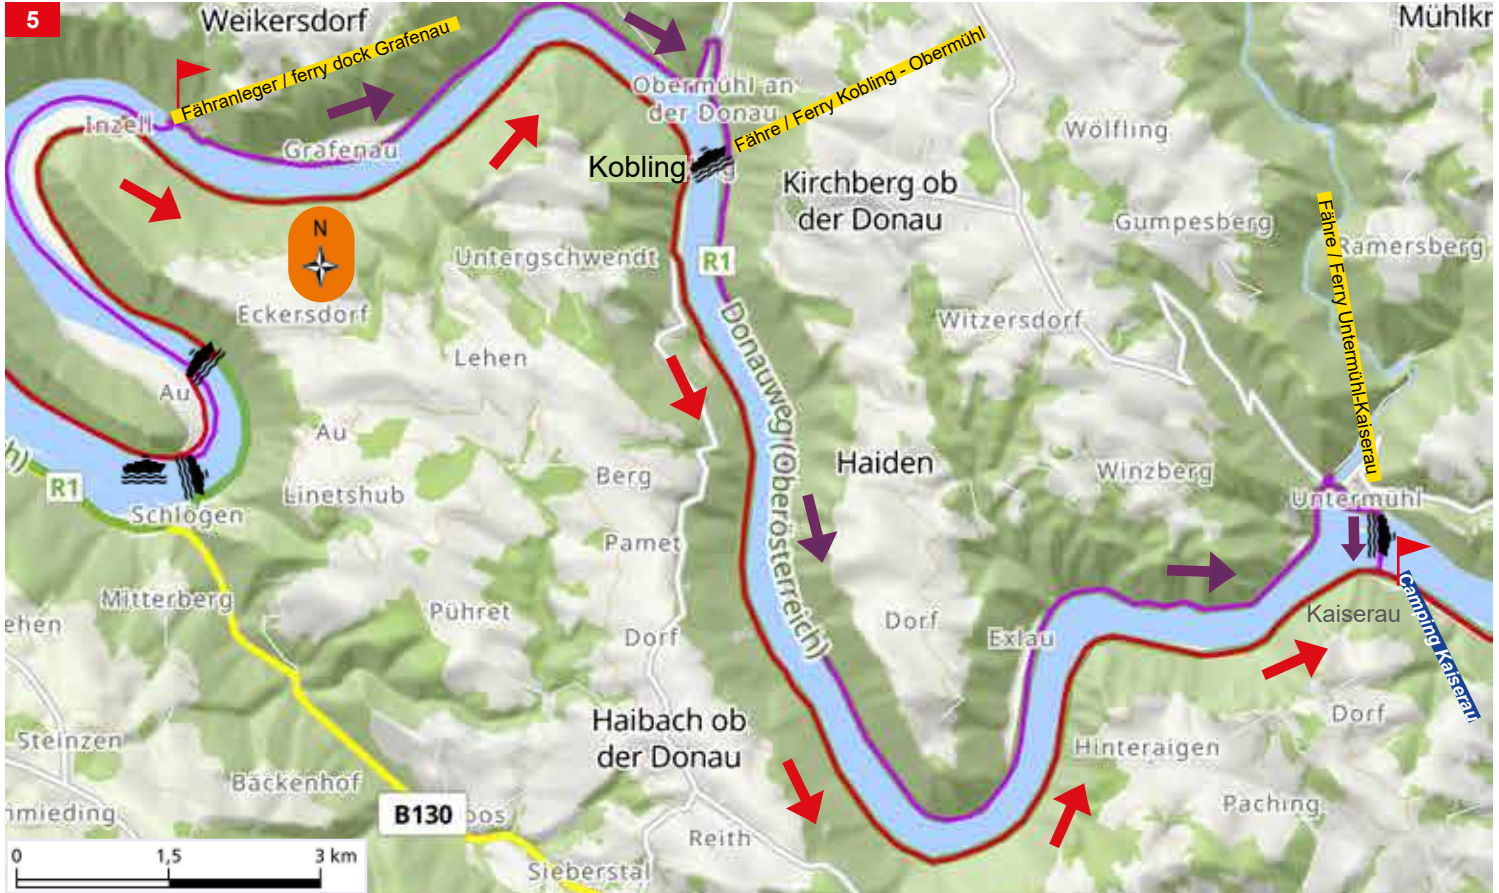 5
Weikersdorf
Mühlkr
Fähranleger / ferry dock Grafenau
Obermühl an
der Donau
Fähre / Ferry Kobling - Obermühl
Inzell
Grafenau
Kobling
Wölfling
Kirchberg ob
der Donau
Gumpesberg
Ramersberg
Fähre / Ferry Untermühl-Kaiserau
N
Untergschwendt
R1
Eckersdorf
Witzersdorf
Lehen
Donauweg (Oberösterreich)
Au
Au
Haiden
Berg
Winzberg
h)
R1
Linetshub
Schlögen
Untermühl
Pamet
Mitterberg
Pühret
ehen
Dorf
Dorf
Exlau
Kaiserau
Camping Kaiserau
Haibach ob
der Donau
Dorf
Steinzen
Hinteraigen
Bäckenhof
Paching
B130
oos
hmieding
Reith
Sieberstal
0 1,5 3 km